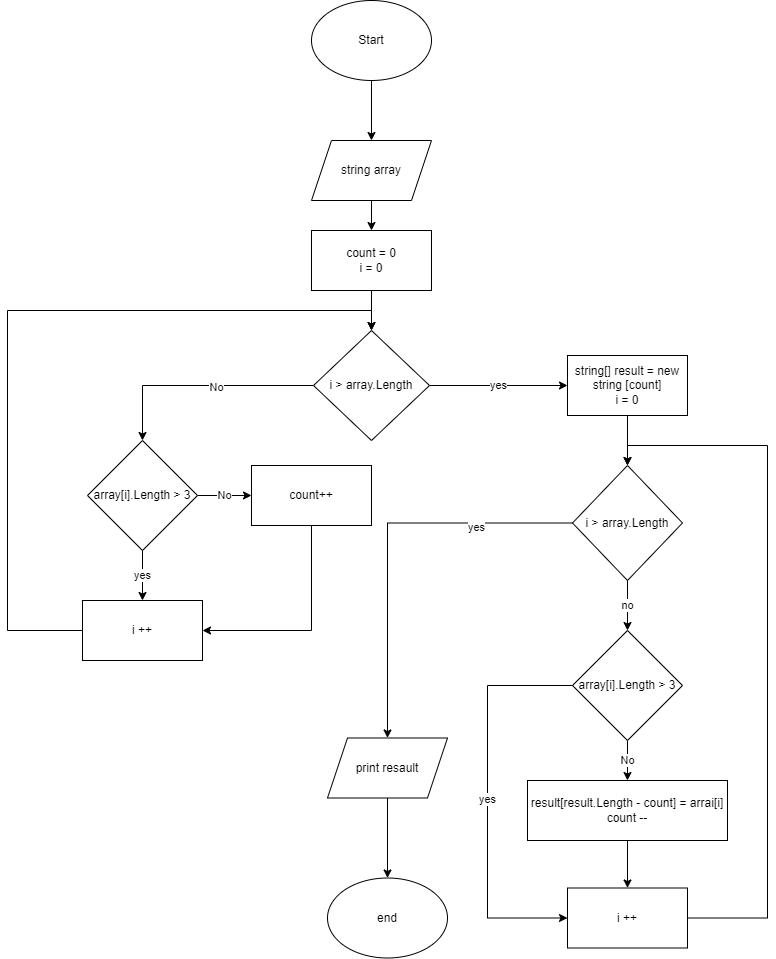 Start
string array
count = 0
i = 0
i > array.Length
No
yes
string[] result = new
string [count]
i = 0
array[i].Length > 3
No
count++
yes
i ++
i > array.Length
yes
no
array[i].Length > 3
yes
No
result[result.Length - count] = arrai[i]
count --
i ++
print resault
end